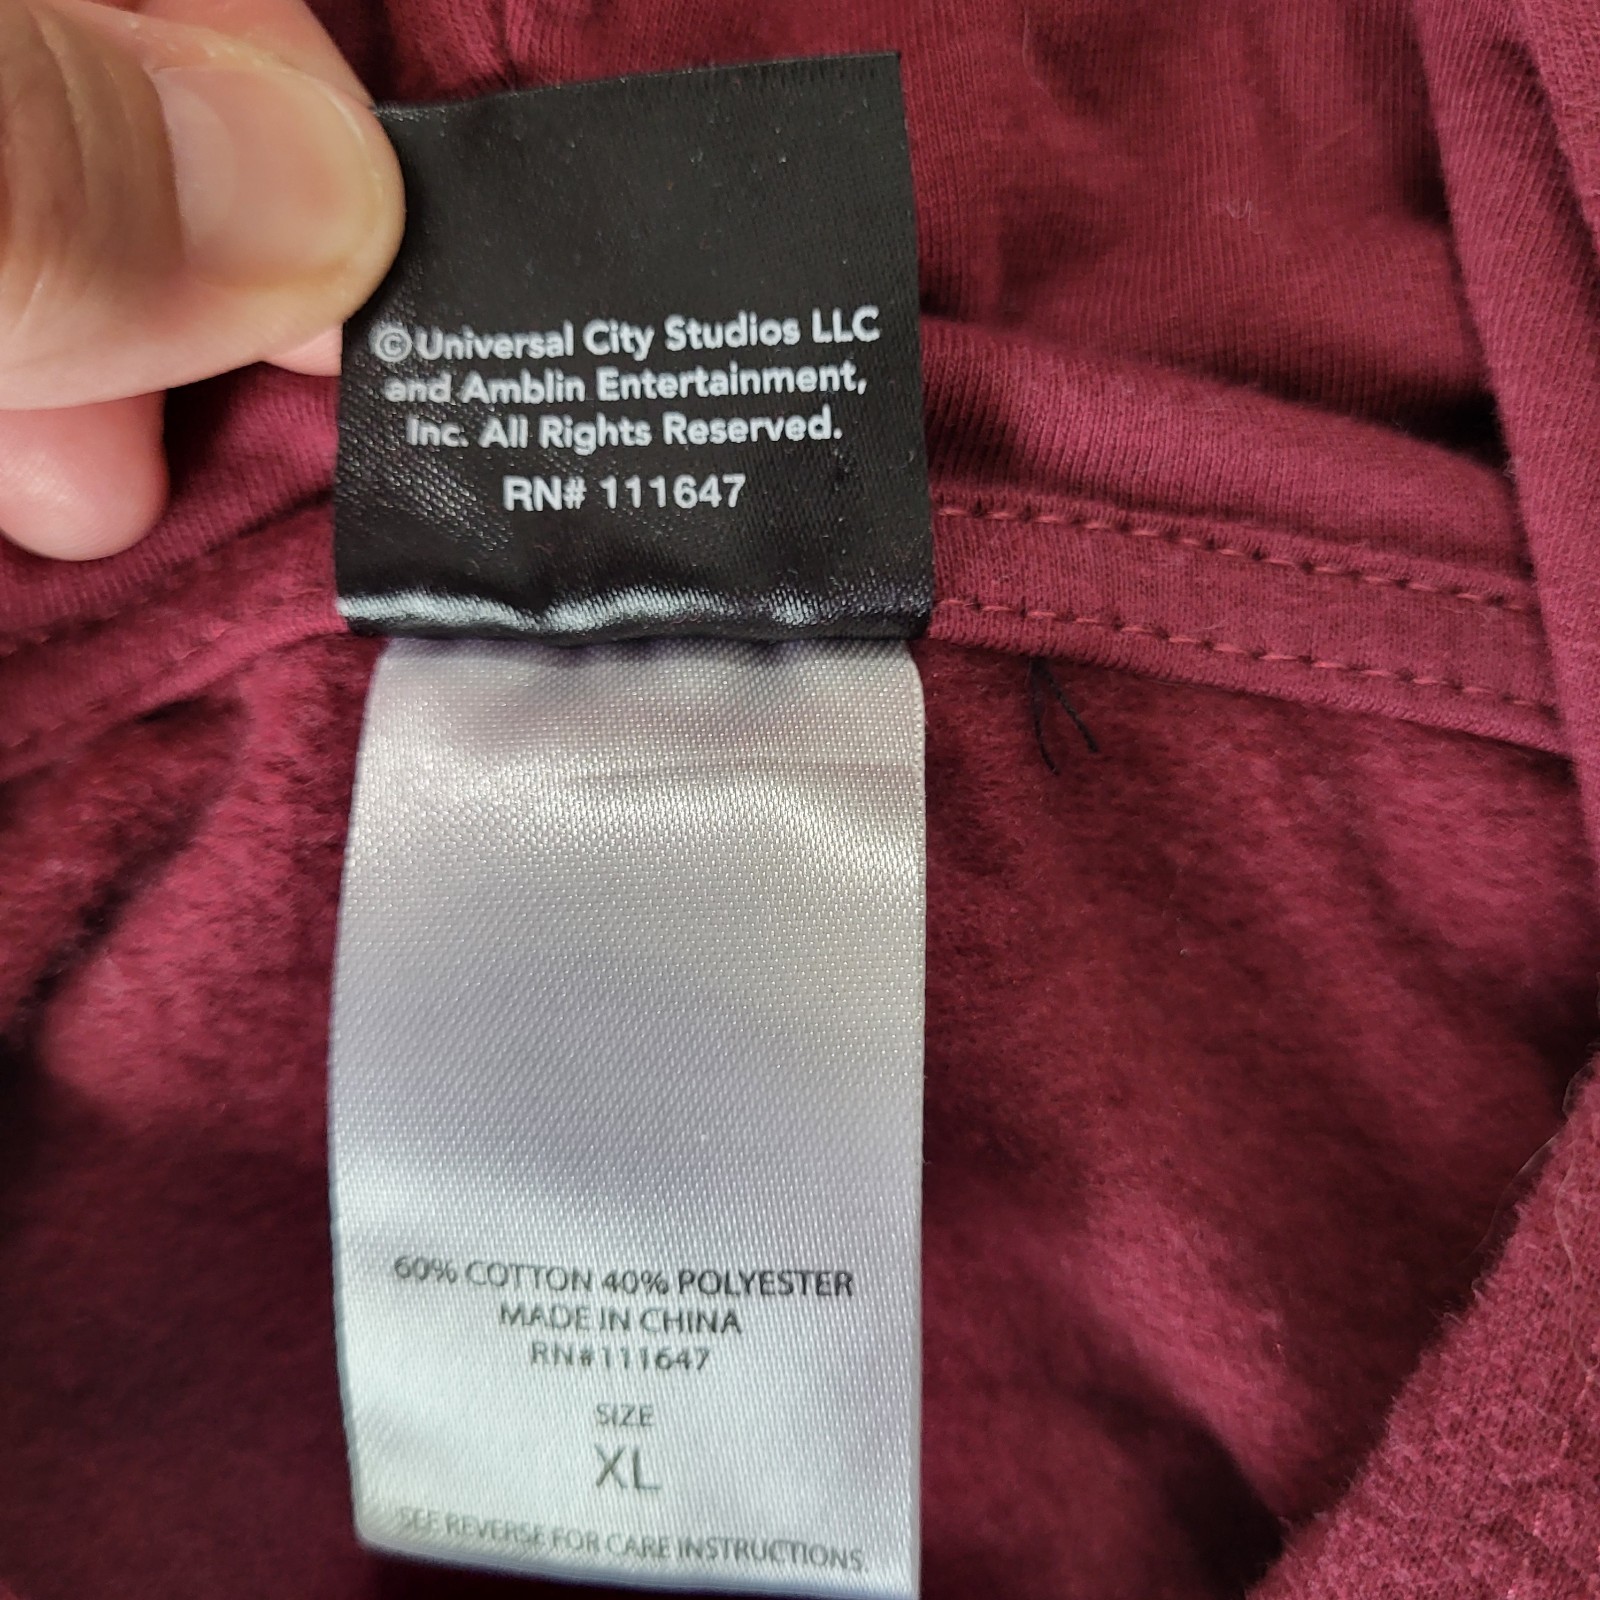 © Universal City Studios LLC
and Amblin Entertainment,
Inc. All Rights Reserved.
RN# 111647
60% COTTON 40% POLYESTER
MADE IN CHINA
RN#111647
SIZE
XL
SEE REVERSE FOR CARE INSTRUCTIONS.